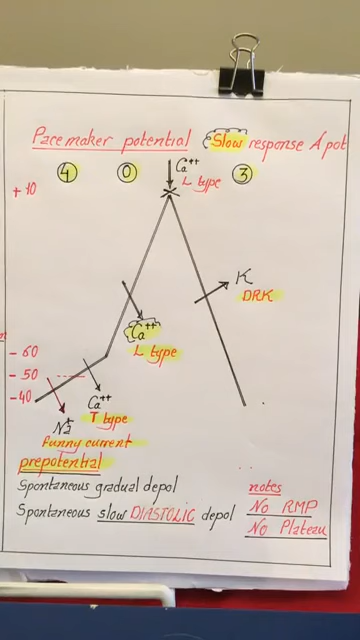 Pacemaker potential (Slow response A pot
4 0 3
Ca++
L type
+10
K
DRK
Ca++
L type
- 60
- 50
- 40
Ca++
T type
Na+
Funny current
prepotential
Spontaneous gradual depol
Spontaneous slow DIASTOLIC depol
notes
No RMP
No Plateau